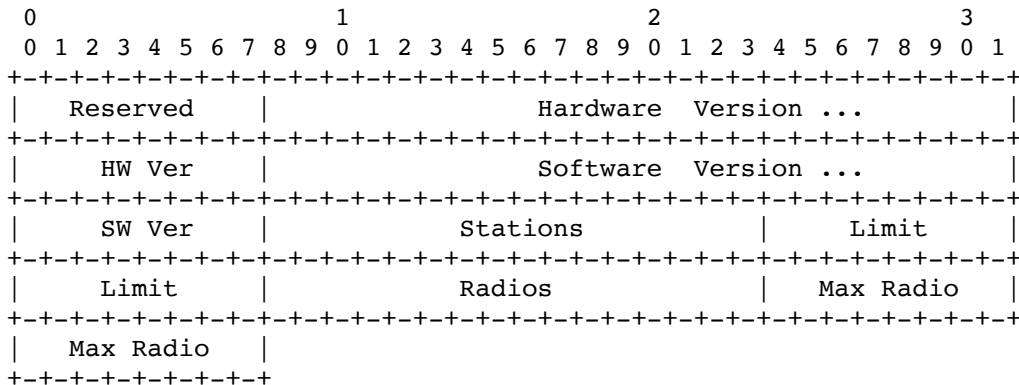 0                   1                   2                   3
 0 1 2 3 4 5 6 7 8 9 0 1 2 3 4 5 6 7 8 9 0 1 2 3 4 5 6 7 8 9 0 1
+-+-+-+-+-+-+-+-+-+-+-+-+-+-+-+-+-+-+-+-+-+-+-+-+-+-+-+-+-+-+-+-+
|   Reserved    |                 Hardware  Version ...         |
+-+-+-+-+-+-+-+-+-+-+-+-+-+-+-+-+-+-+-+-+-+-+-+-+-+-+-+-+-+-+-+-+
|     HW Ver    |                 Software  Version ...         |
+-+-+-+-+-+-+-+-+-+-+-+-+-+-+-+-+-+-+-+-+-+-+-+-+-+-+-+-+-+-+-+-+
|     SW Ver    |            Stations           |     Limit     |
+-+-+-+-+-+-+-+-+-+-+-+-+-+-+-+-+-+-+-+-+-+-+-+-+-+-+-+-+-+-+-+-+
|     Limit     |            Radios             |   Max Radio   |
+-+-+-+-+-+-+-+-+-+-+-+-+-+-+-+-+-+-+-+-+-+-+-+-+-+-+-+-+-+-+-+-+
|   Max Radio   |
+-+-+-+-+-+-+-+-+